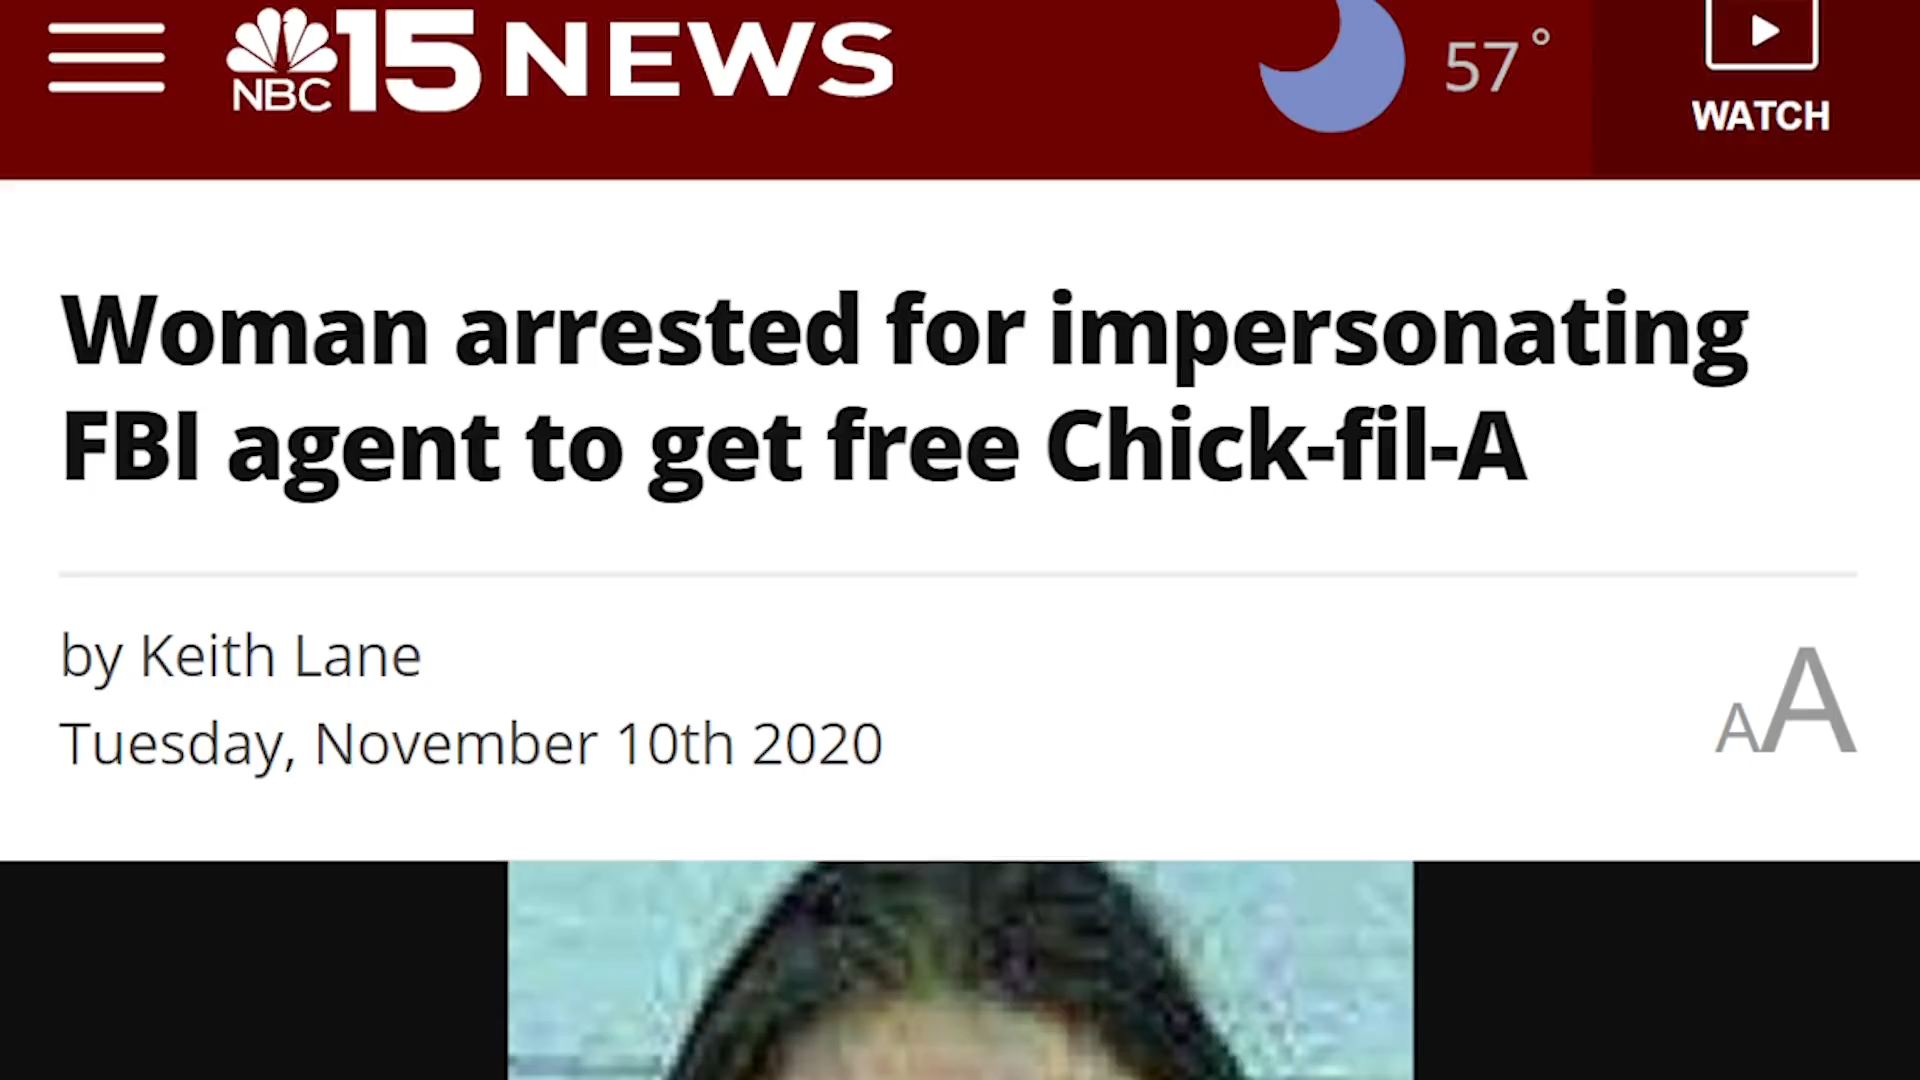 NBC 15 NEWS
57°
WATCH
Woman arrested for impersonating
FBI agent to get free Chick-fil-A
by Keith Lane
Tuesday, November 10th 2020
AA